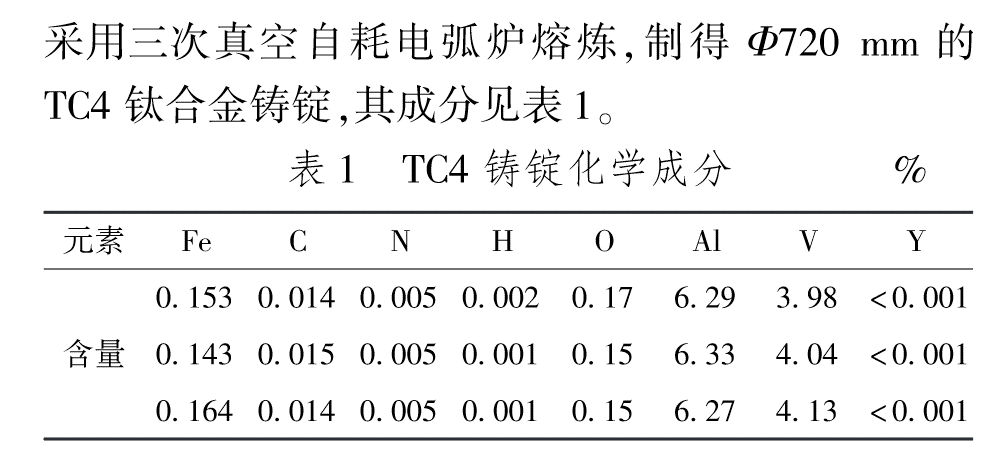 采用三次真空自耗电弧炉熔炼,制得 Φ720 mm 的
TC4 钛合金铸锭,其成分见表 1。
表 1 TC4 铸锭化学成分 %
元素 Fe C N H O Al V Y
0.153 0.014 0.005 0.002 0.17 6.29 3.98 <0.001
含量 0.143 0.015 0.005 0.001 0.15 6.33 4.04 <0.001
0.164 0.014 0.005 0.001 0.15 6.27 4.13 <0.001